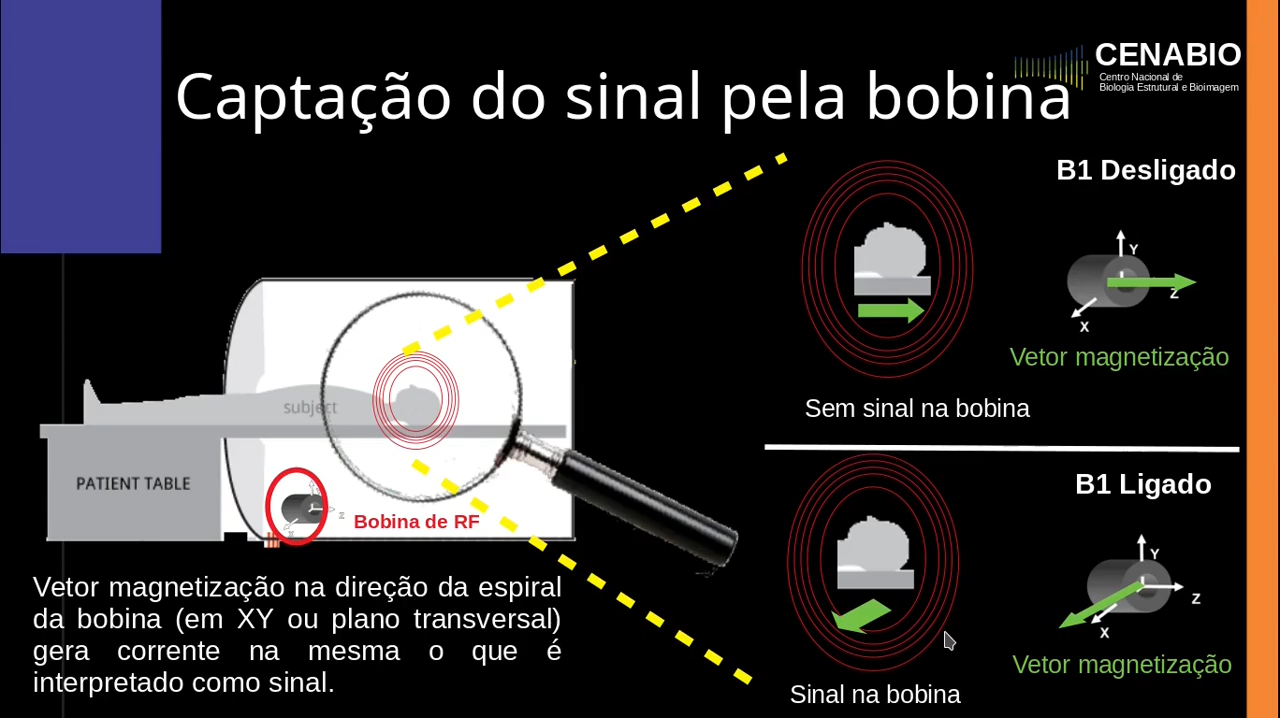 Captação do sinal pela bobina
CENABIO
Centro Nacional de
Biologia Estrutural e Bioimagem
B1 Desligado
Y
Z
X
Vetor magnetização
Sem sinal na bobina
subject
PATIENT TABLE
Z
X
Bobina de RF
B1 Ligado
Y
Z
X
Vetor magnetização
Sinal na bobina
Vetor magnetização na direção da espiral
da bobina (em XY ou plano transversal)
gera corrente na mesma o que é
interpretado como sinal.